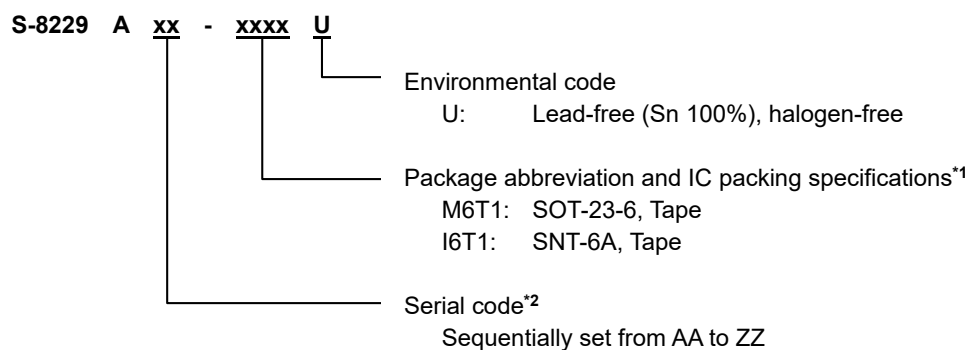 S-8229 A xx - xxxx U
Environmental code
U: Lead-free (Sn 100%), halogen-free
Package abbreviation and IC packing specifications*1
M6T1: SOT-23-6, Tape
I6T1: SNT-6A, Tape
Serial code*2
Sequentially set from AA to ZZ